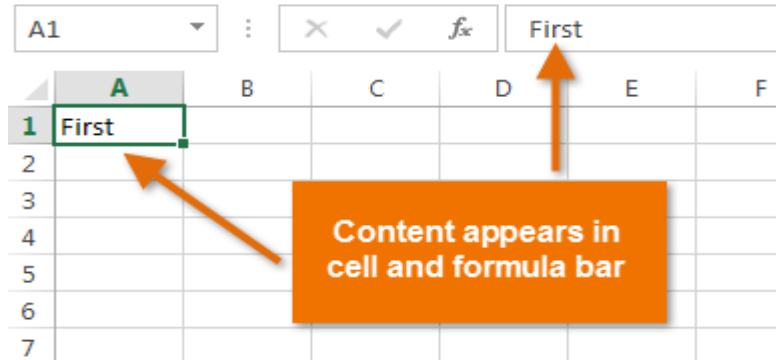 A1 fx First
A B C D E F
1 First
2
3
4
5
6
7
Content appears in
cell and formula bar